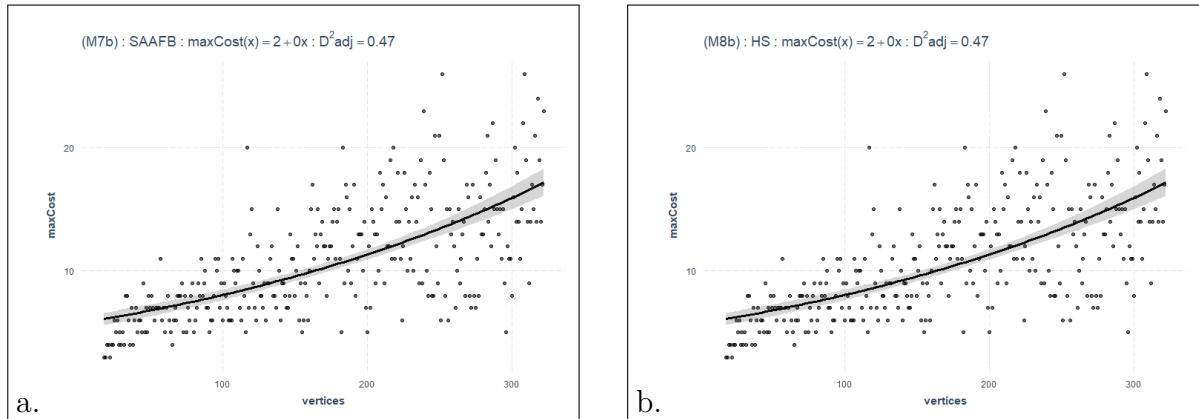 (M7b) : SAAFB : maxCost(x) = 2 + 0x : D²adj = 0.47
20
maxCost
10
100 200 300
vertices
a.
(M8b) : HS : maxCost(x) = 2 + 0x : D²adj = 0.47
20
maxCost
10
100 200 300
vertices
b.